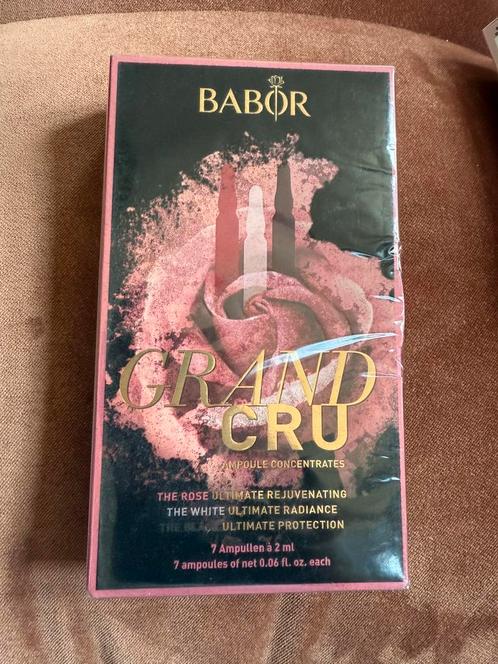 BABOR
GRAND
CRU
AMPOULE CONCENTRATES
THE ROSE ULTIMATE REJUVENATING
THE WHITE ULTIMATE RADIANCE
THE BLACK ULTIMATE PROTECTION
7 Ampullen à 2 ml
7 ampoules of net 0.06 fl. oz. each